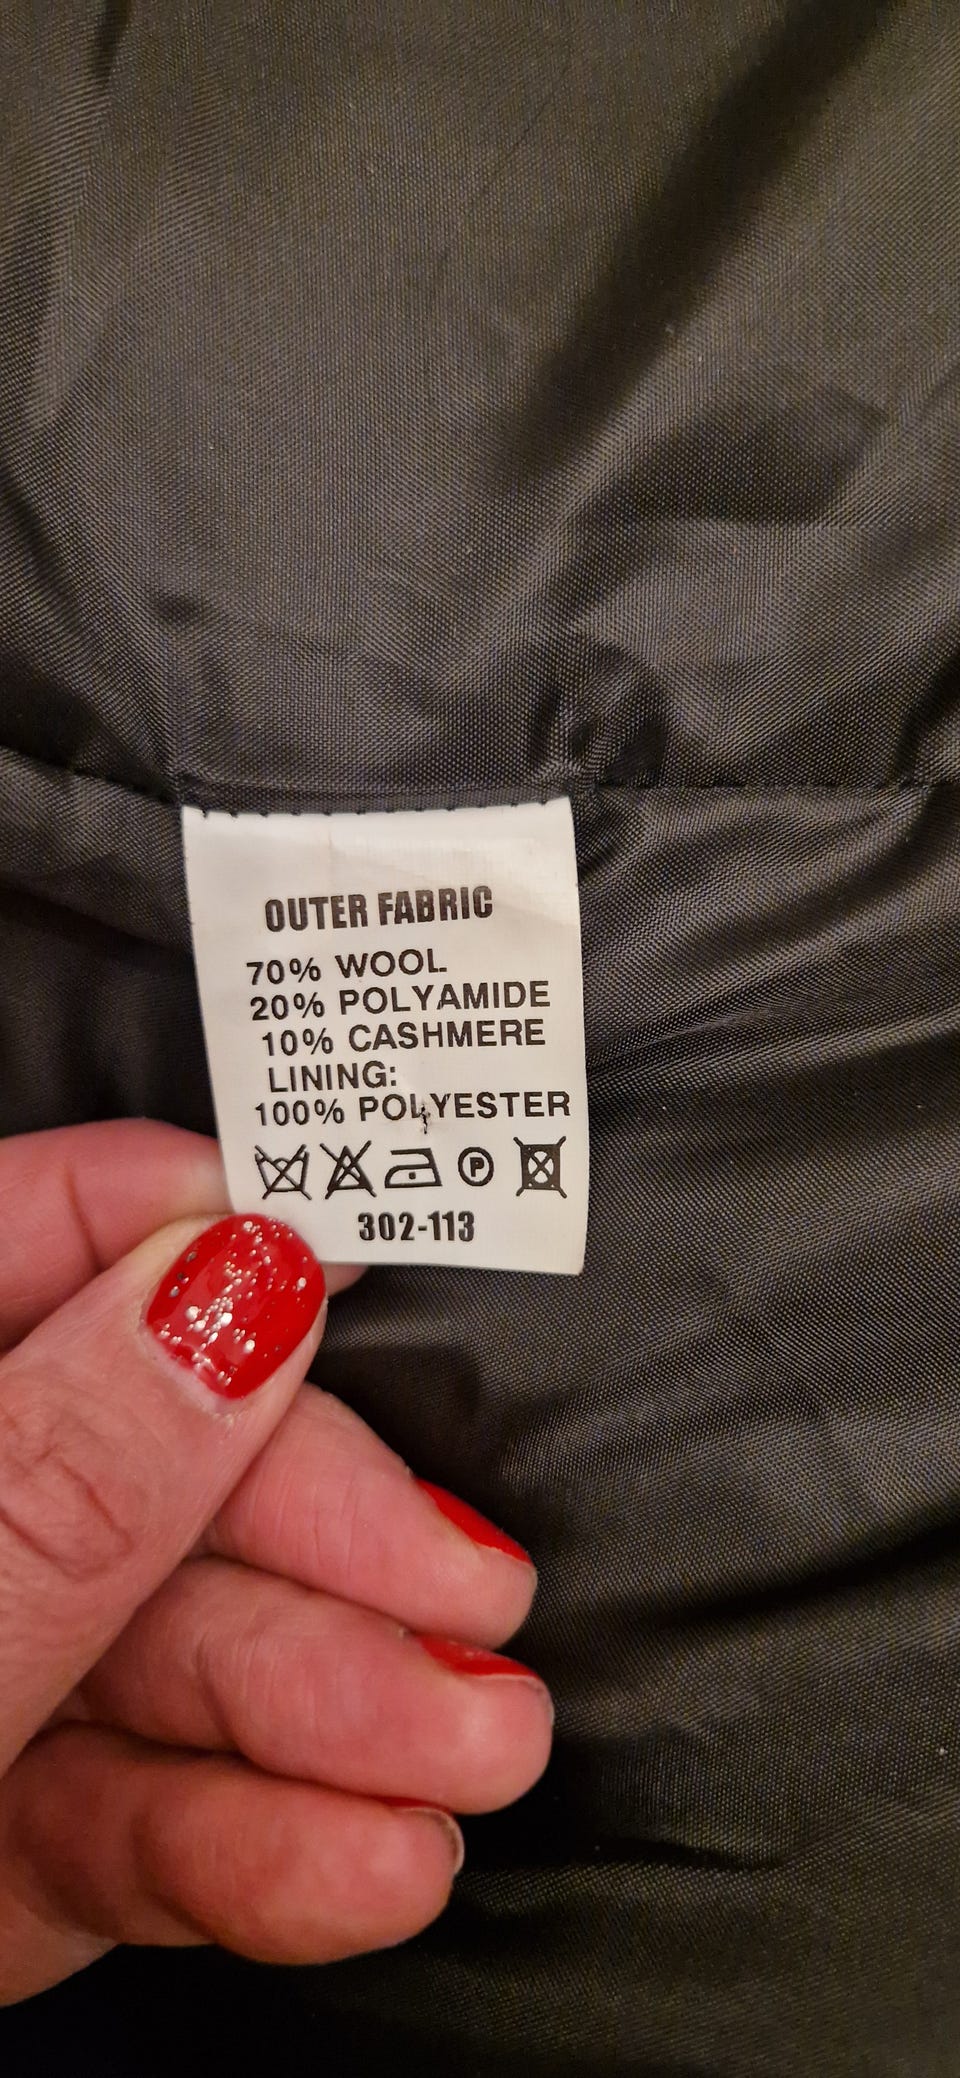 OUTER FABRIC
70% WOOL
20% POLYAMIDE
10% CASHMERE
LINING:
100% POLYESTER
P
302-113